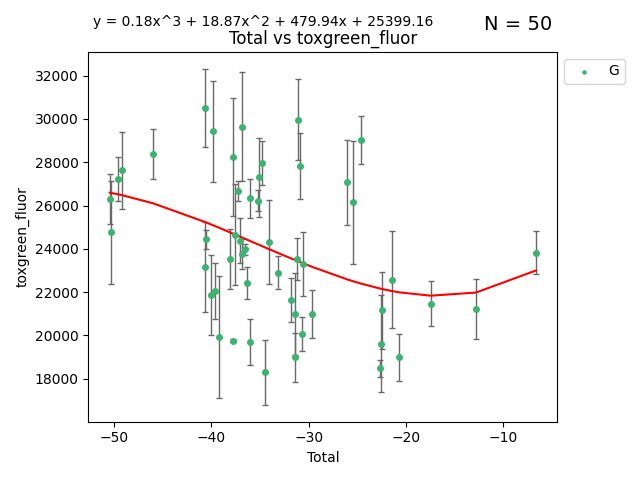 y = 0.18x^3 + 18.87x^2 + 479.94x + 25399.16
N = 50
Total vs toxgreen_fluor
G
32000
30000
28000
26000
24000
22000
20000
18000
toxgreen_fluor
−50
−40
−30
−20
−10
Total